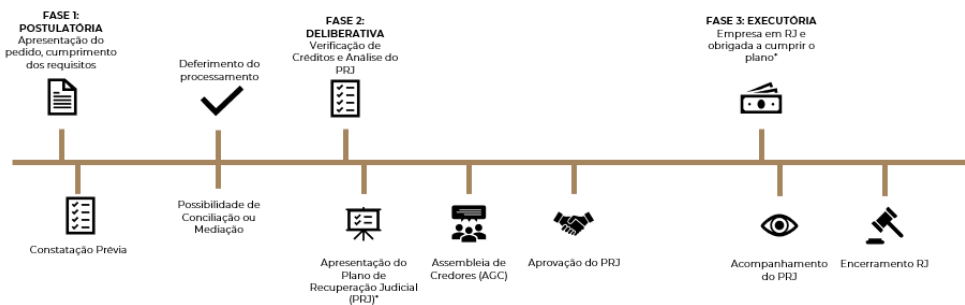 FASE 1:
POSTULATÓRIA
Apresentação do
pedido, cumprimento
dos requisitos
Deferimento do
processamento
FASE 2:
DELIBERATIVA
Verificação de
Créditos e Análise do
PRJ
FASE 3: EXECUTÓRIA
Empresa em RJ e
obrigada a cumprir o
plano*
Constatação Prévia
Possibilidade de
Conciliação ou
Mediação
Apresentação do
Plano de
Recuperação Judicial
(PRJ)*
Assembleia de
Credores (AGC)
Aprovação do PRJ
Acompanhamento
do PRJ
Encerramento RJ